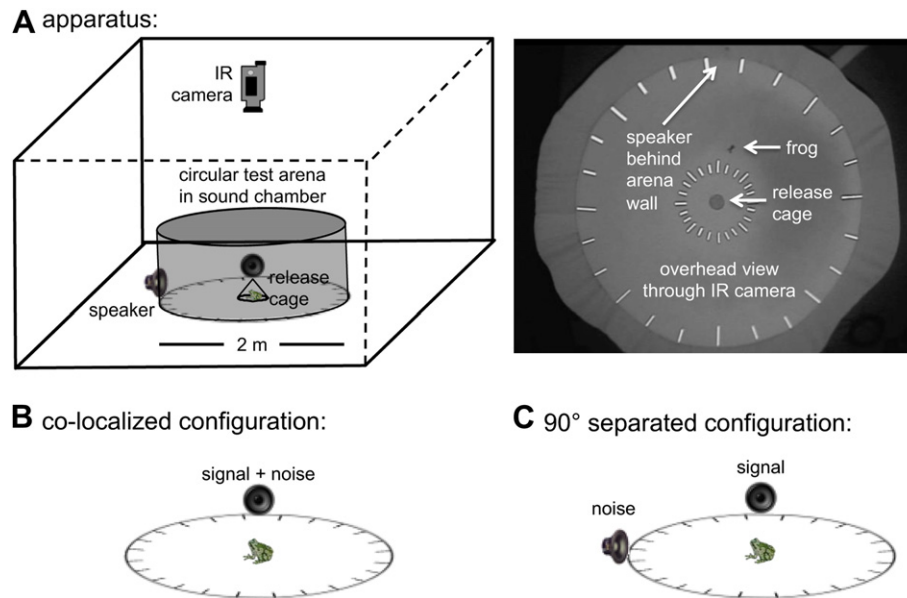 A apparatus:
IR
camera
circular test arena
in sound chamber
release
cage
speaker
2 m
speaker
behind
arena
wall
frog
release
cage
overhead view
through IR camera
B co-localized configuration:
signal + noise
C 90° separated configuration:
signal
noise